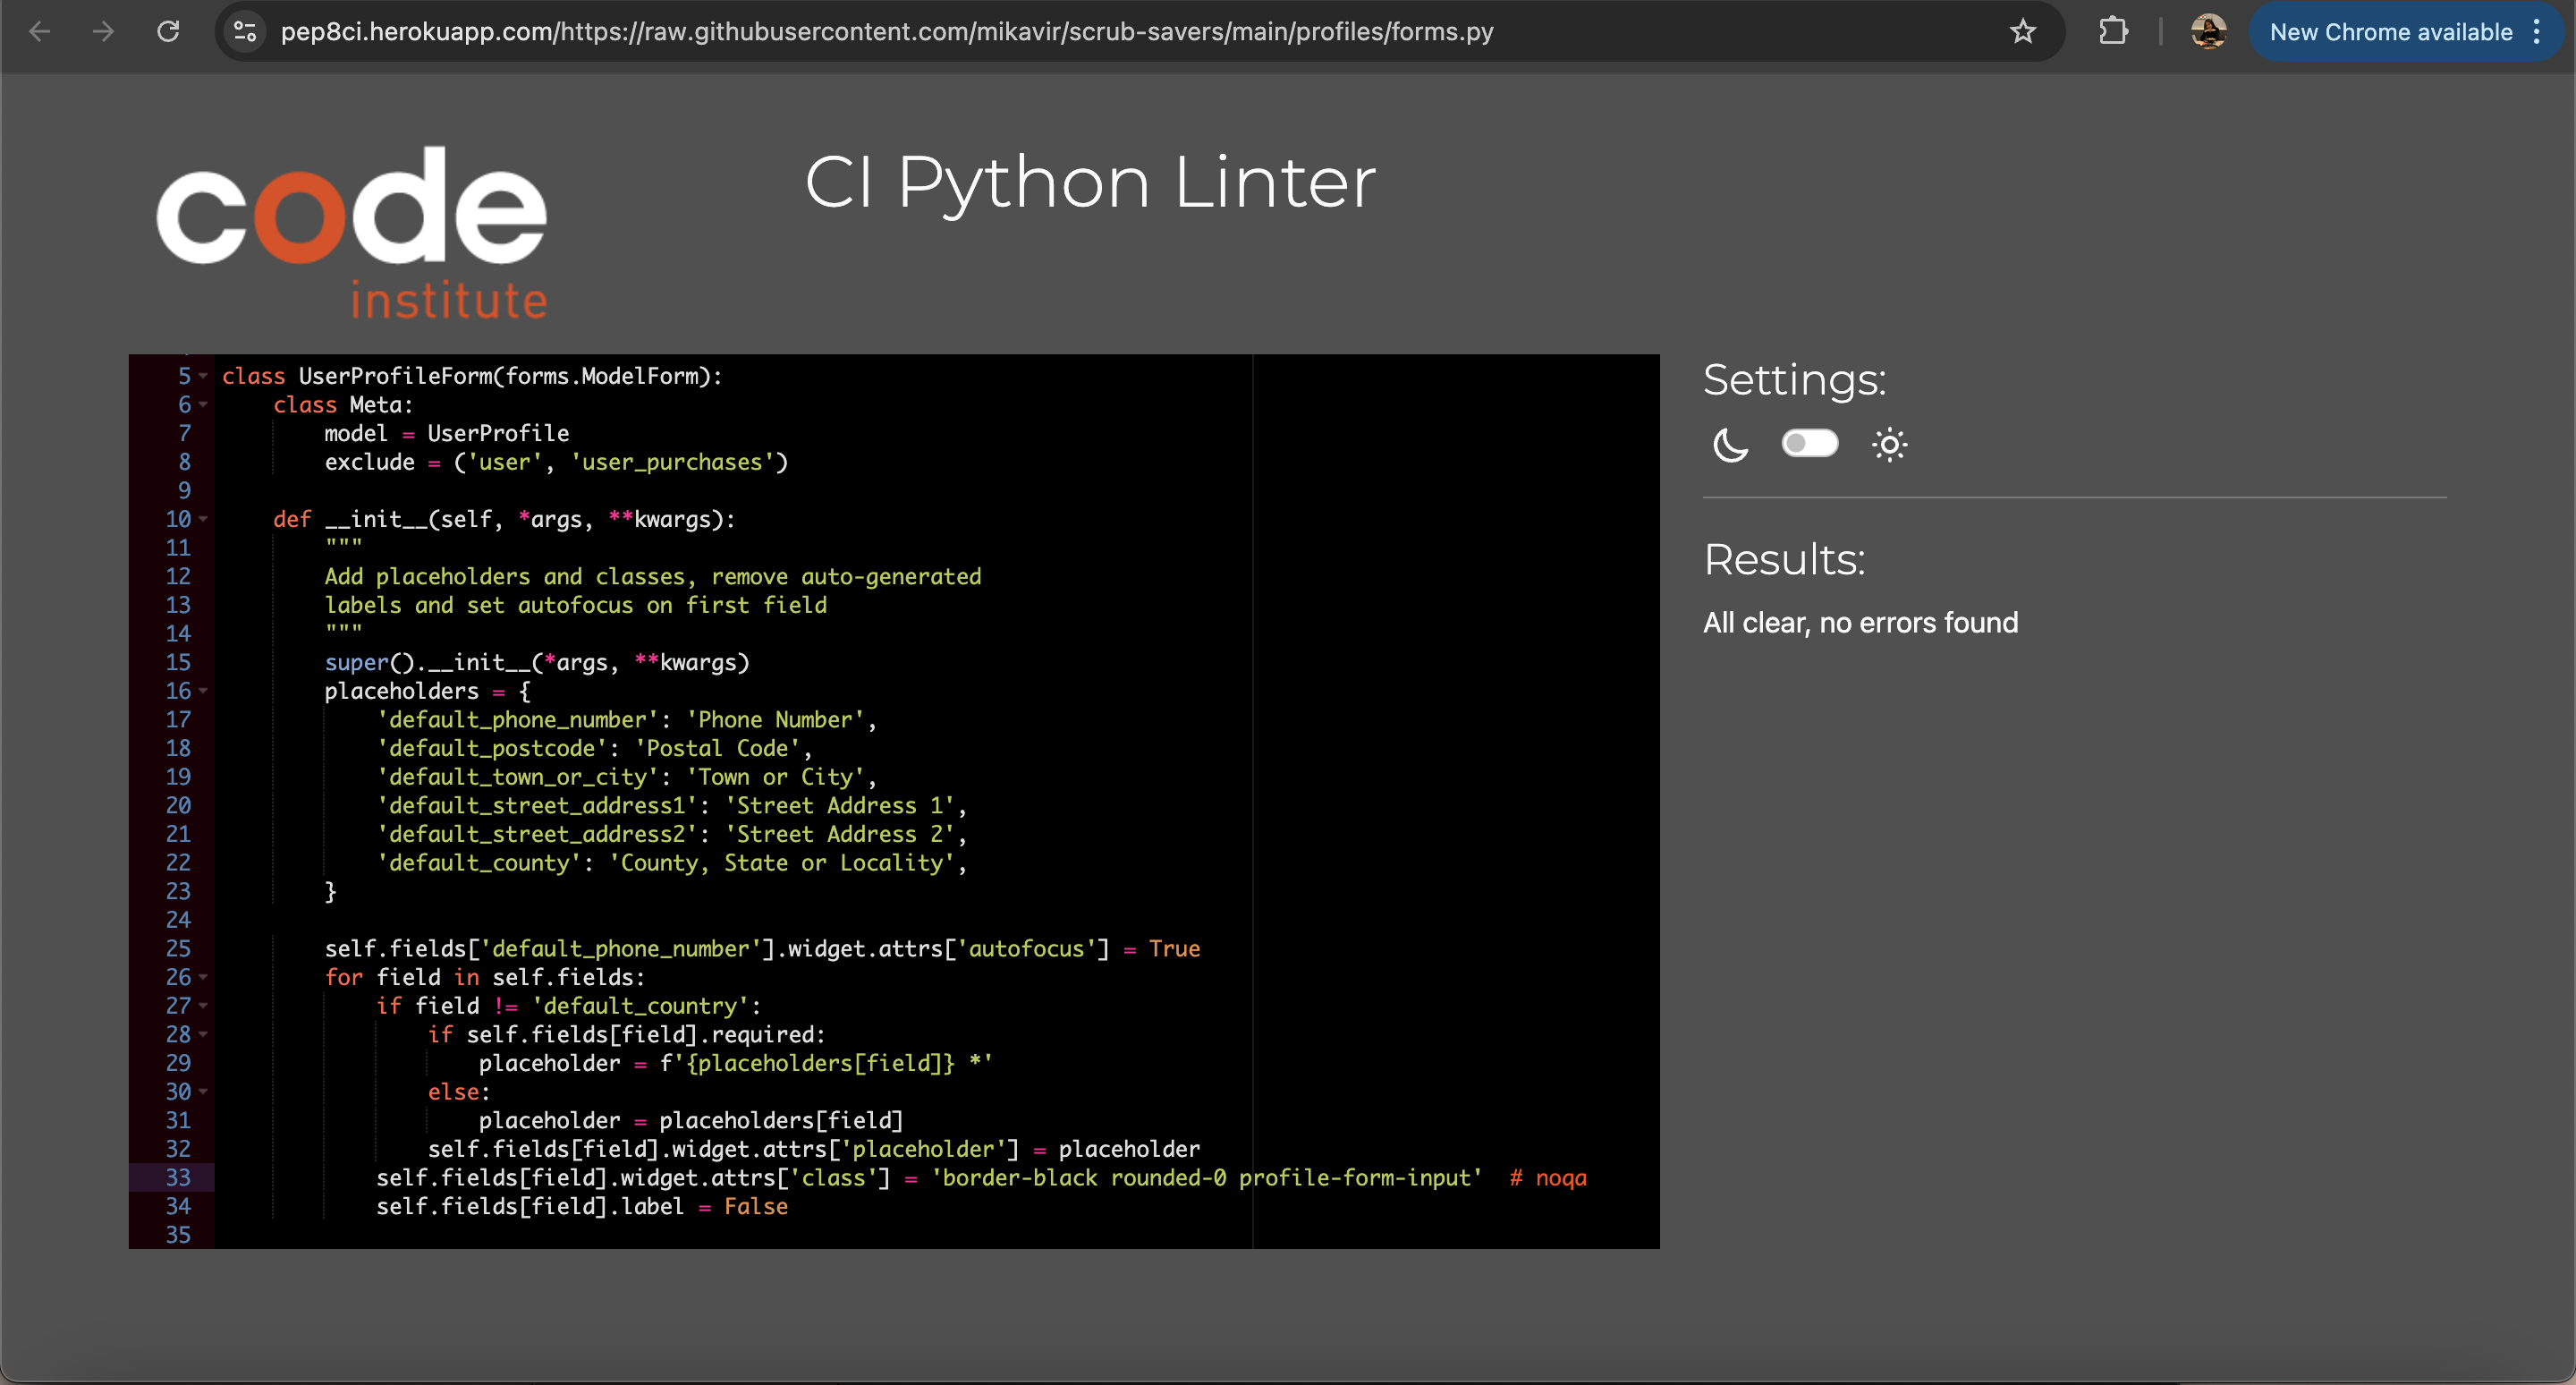 pep8ci.herokuapp.com/https://raw.githubusercontent.com/mikavir/scrub-savers/main/profiles/forms.py
New Chrome available
code
institute
CI Python Linter
5 class UserProfileForm(forms.ModelForm):
6     class Meta:
7         model = UserProfile
8         exclude = ('user', 'user_purchases')
9
10     def __init__(self, *args, **kwargs):
11         """
12         Add placeholders and classes, remove auto-generated
13         labels and set autofocus on first field
14         """
15         super().__init__(*args, **kwargs)
16         placeholders = {
17             'default_phone_number': 'Phone Number',
18             'default_postcode': 'Postal Code',
19             'default_town_or_city': 'Town or City',
20             'default_street_address1': 'Street Address 1',
21             'default_street_address2': 'Street Address 2',
22             'default_county': 'County, State or Locality',
23         }
24
25         self.fields['default_phone_number'].widget.attrs['autofocus'] = True
26         for field in self.fields:
27             if field != 'default_country':
28                 if self.fields[field].required:
29                     placeholder = f'{placeholders[field]} *'
30                 else:
31                     placeholder = placeholders[field]
32                 self.fields[field].widget.attrs['placeholder'] = placeholder
33             self.fields[field].widget.attrs['class'] = 'border-black rounded-0 profile-form-input'  # noqa
34             self.fields[field].label = False
35
Settings:
Results:
All clear, no errors found